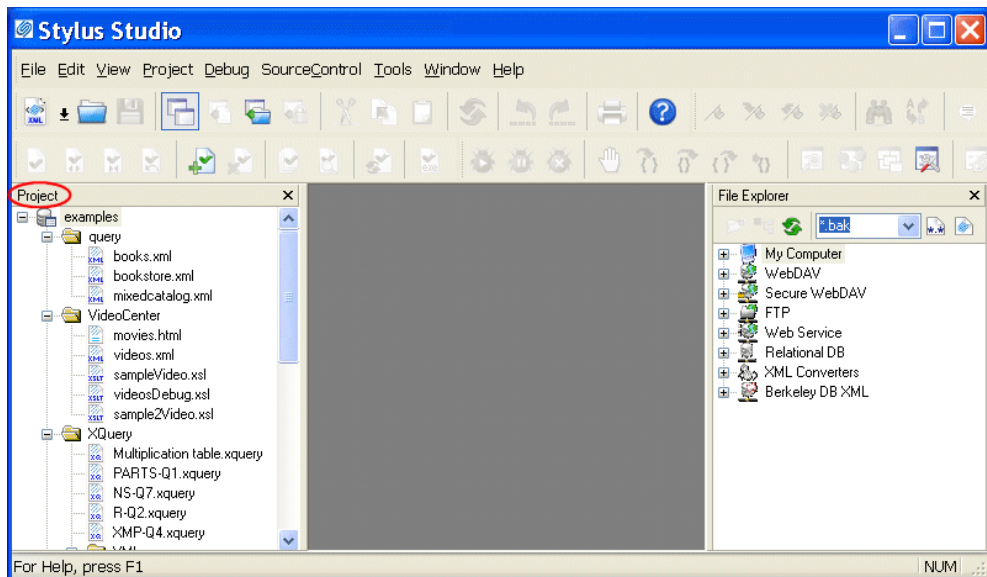 Stylus Studio
File Edit View Project Debug SourceControl Tools Window Help
Project
File Explorer
examples
query
books.xml
bookstore.xml
mixedcatalog.xml
VideoCenter
movies.html
videos.xml
sampleVideo.xsl
videosDebug.xsl
sample2Video.xsl
XQuery
Multiplication table.xquery
PARTS-Q1.xquery
NS-Q7.xquery
R-Q2.xquery
XMP-Q4.xquery
*.bak
My Computer
WebDAV
Secure WebDAV
FTP
Web Service
Relational DB
XML Converters
Berkeley DB XML
For Help, press F1
NUM